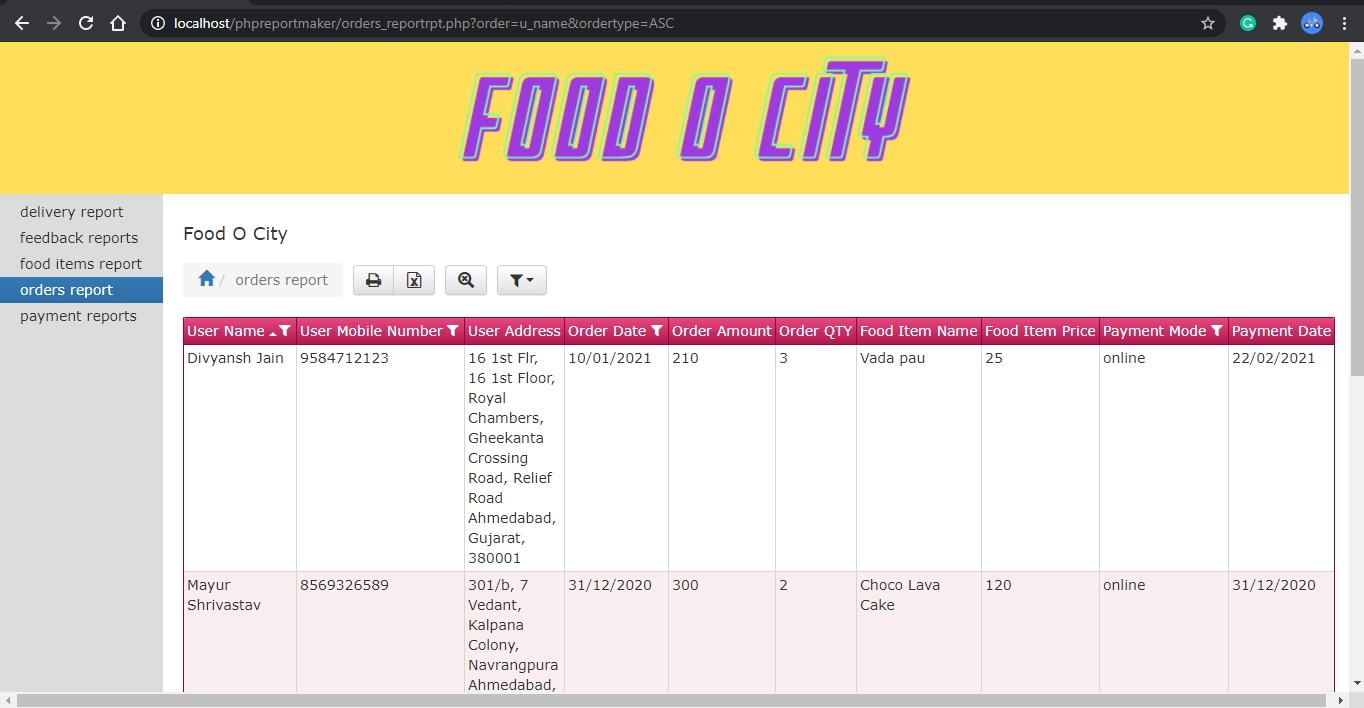 localhost/phpreportmaker/orders_reportrpt.php?order=u_name&ordertype=ASC
FOOD O CITY
delivery report
feedback reports
food items report
orders report
payment reports
Food O City
/ orders report
User Name User Mobile Number User Address Order Date Order Amount Order QTY Food Item Name Food Item Price Payment Mode Payment Date
Divyansh Jain 9584712123 16 1st Flr, 10/01/2021 210 3 Vada pau 25 online 22/02/2021
16 1st Floor,
Royal
Chambers,
Gheekanta
Crossing
Road, Relief
Road
Ahmedabad,
Gujarat,
380001
Mayur 8569326589 301/b, 7 31/12/2020 300 2 Choco Lava 120 online 31/12/2020
Shrivastav Vedant, Cake
Kalpana
Colony,
Navrangpura
Ahmedabad,